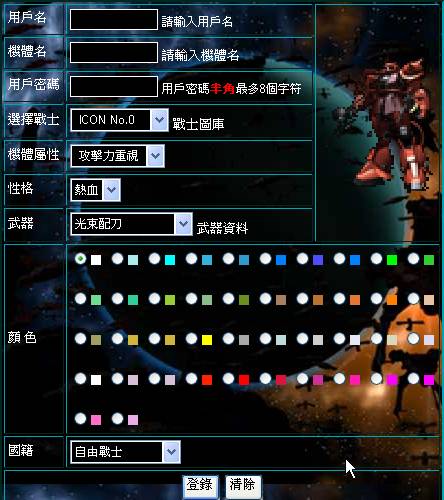 用戶名 請輸入用戶名
機體名 請輸入機體名
用戶密碼 用戶密碼半角最多8個字符
選擇戰士 ICON No.0 戰士圖庫
機體屬性 攻擊力重視
性格 熱血
武器 光束配刀 武器資料
顏色
國籍 自由戰士
登錄 清除